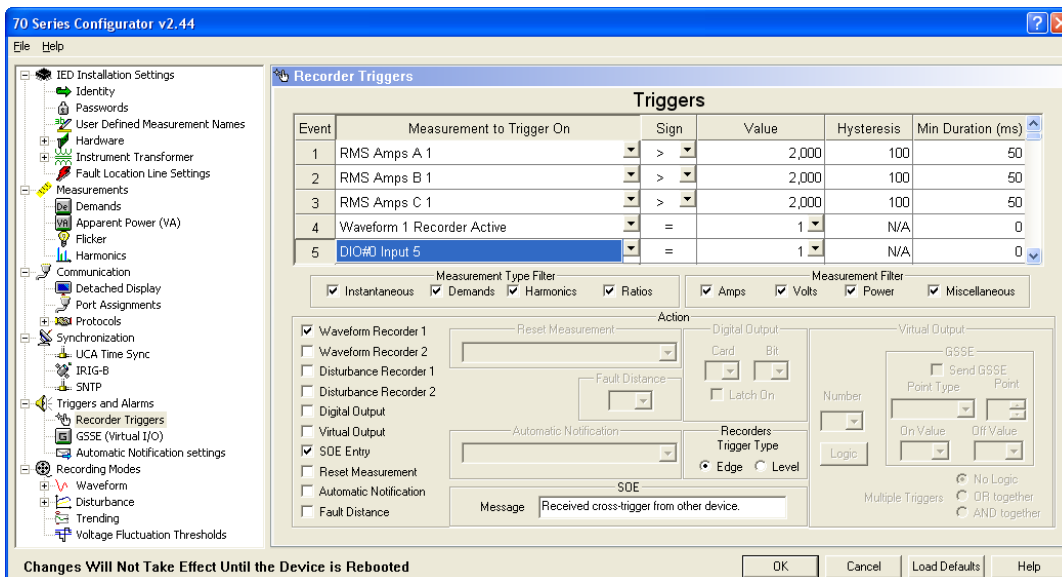 70 Series Configurator v2.44
File Help
IED Installation Settings
Identity
Passwords
User Defined Measurement Names
Hardware
Instrument Transformer
Fault Location Line Settings
Measurements
Demands
Apparent Power (VA)
Flicker
Harmonics
Communication
Detached Display
Port Assignments
Protocols
Synchronization
UCA Time Sync
IRIG-B
SNTP
Triggers and Alarms
Recorder Triggers
GSSE (Virtual I/O)
Automatic Notification settings
Recording Modes
Waveform
Disturbance
Trending
Voltage Fluctuation Thresholds
Recorder Triggers
Triggers
Event Measurement to Trigger On Sign Value Hysteresis Min Duration (ms)
1 RMS Amps A 1 > 2,000 100 50
2 RMS Amps B 1 > 2,000 100 50
3 RMS Amps C 1 > 2,000 100 50
4 Waveform 1 Recorder Active = 1 N/A 0
5 DIO#0 Input 5 = 1 N/A 0
Measurement Type Filter
Instantaneous Demands Harmonics Ratios
Measurement Filter
Amps Volts Power Miscellaneous
Action
Waveform Recorder 1
Waveform Recorder 2
Disturbance Recorder 1
Disturbance Recorder 2
Digital Output
Virtual Output
SOE Entry
Reset Measurement
Automatic Notification
Fault Distance
Reset Measurement
Fault Distance
Automatic Notification
Digital Output
Card Bit
Latch On
Recorders
Trigger Type
Edge Level
SOE
Message Received cross-trigger from other device.
Virtual Output
Number
Logic
GSSE
Send GSSE
Point Type Point
On Value Off Value
Multiple Triggers
No Logic
OR together
AND together
Changes Will Not Take Effect Until the Device is Rebooted
OK Cancel Load Defaults Help